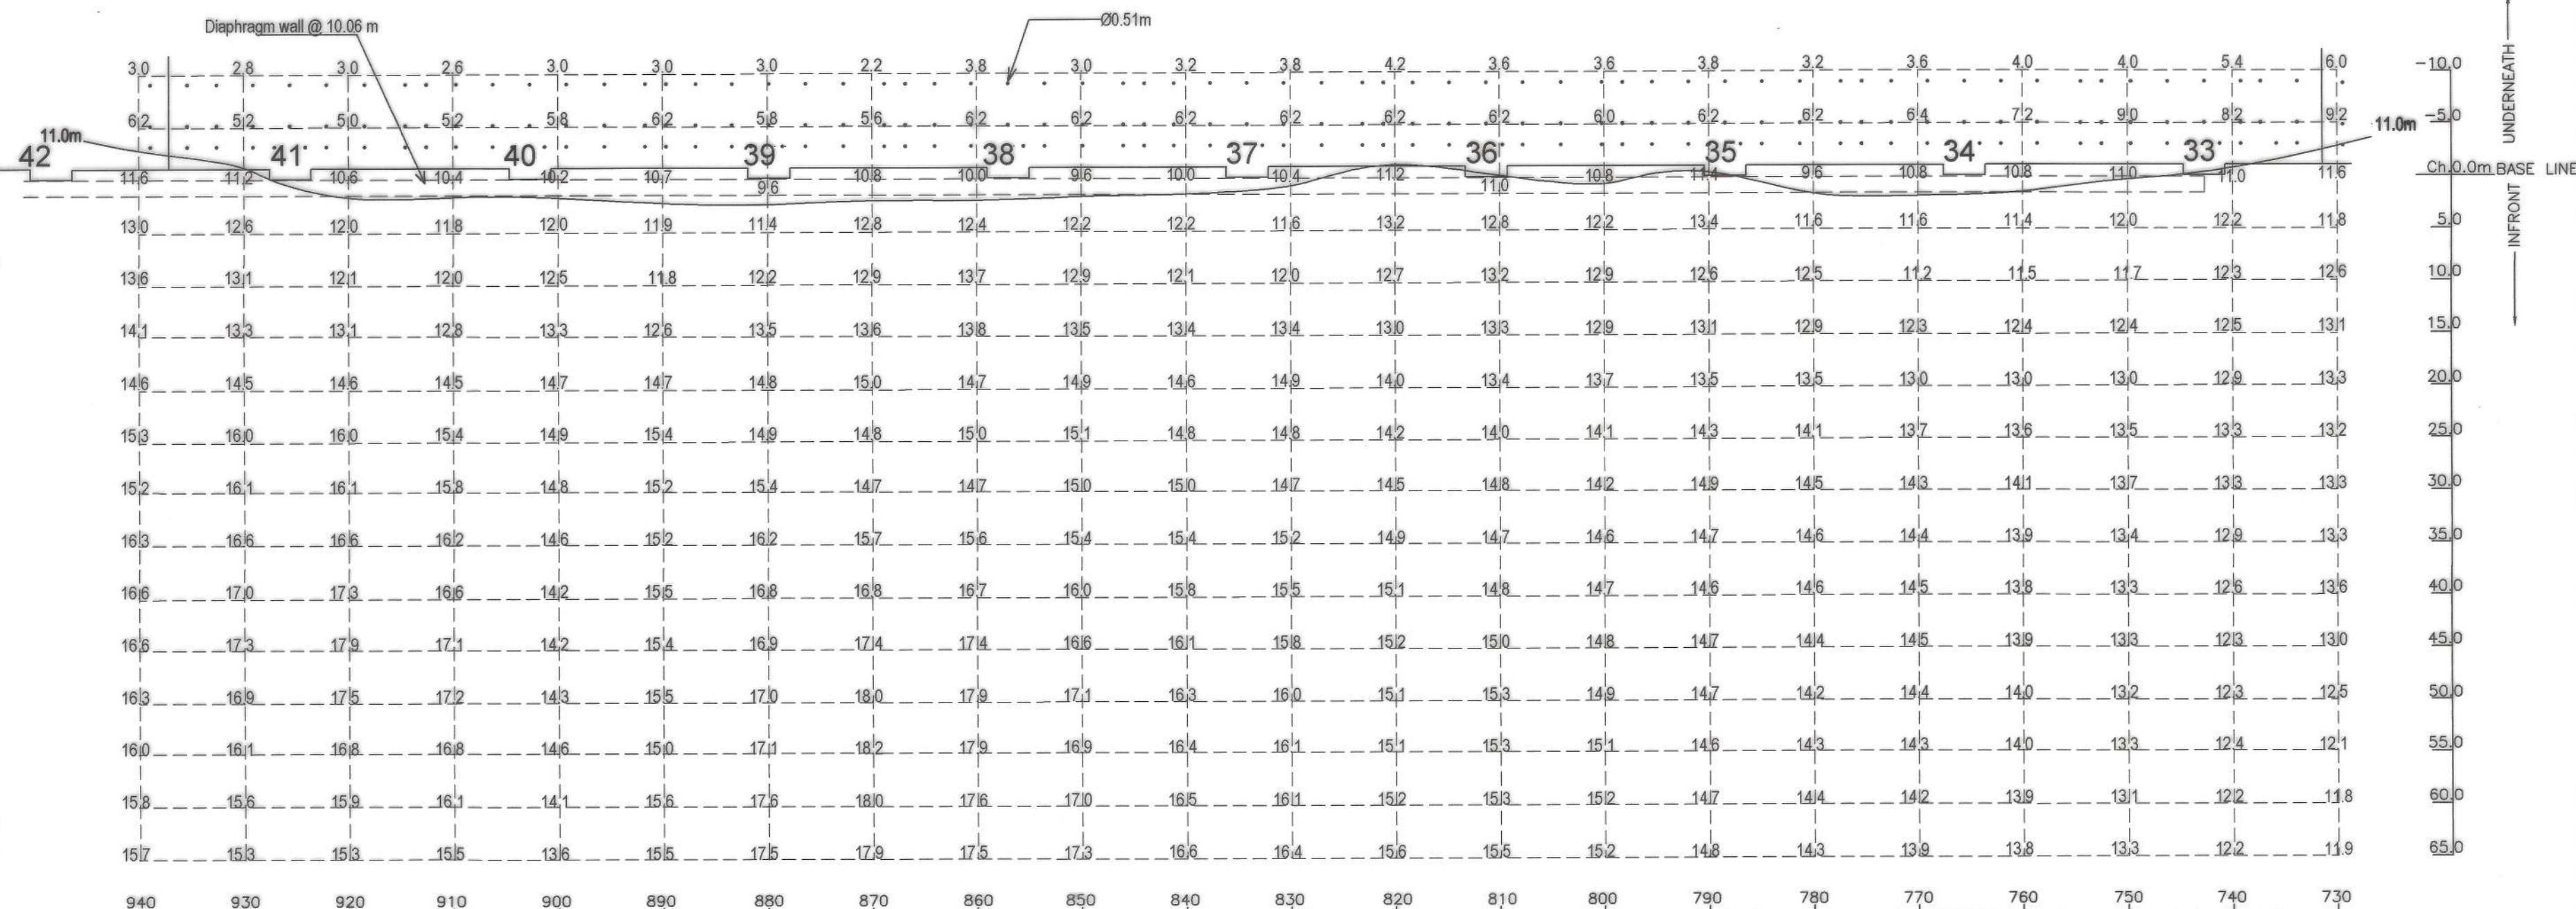 Diaphragm wall @ 10.06 m
Ø0.51m
3.0 2.8 3.0 2.6 3.0 3.0 3.0 2.2 3.8 3.0 3.2 3.8 4.2 3.6 3.6 3.8 3.2 3.6 4.0 4.0 5.4 6.0 -10.0
UNDERNEATH
6.2 5.2 5.0 5.2 5.8 6.2 5.8 5.6 6.2 6.2 6.2 6.2 6.2 6.2 6.0 6.2 6.2 6.4 7.2 9.0 8.2 9.2 -5.0
11.0m 11.0m
42 41 40 39 38 37 36 35 34 33
11.6 11.2 10.6 10.4 10.2 10.7 9.6 10.8 10.0 9.6 10.0 10.4 11.2 11.0 10.8 11.4 9.6 10.8 10.8 11.0 11.0 11.6 Ch.0.0m BASE LINE
INFRONT
13.0 12.6 12.0 11.8 12.0 11.9 11.4 12.8 12.4 12.2 12.2 11.6 13.2 12.8 12.2 13.4 11.6 11.6 11.4 12.0 12.2 11.8 5.0
13.6 13.1 12.1 12.0 12.5 11.8 12.2 12.9 13.7 12.9 12.1 12.0 12.7 13.2 12.9 12.6 12.5 11.2 11.5 11.7 12.3 12.6 10.0
14.1 13.3 13.1 12.8 13.3 12.6 13.5 13.6 13.8 13.5 13.4 13.4 13.0 13.3 12.9 13.1 12.9 12.3 12.4 12.4 12.5 13.1 15.0
14.6 14.5 14.6 14.5 14.7 14.7 14.8 15.0 14.7 14.9 14.6 14.9 14.0 13.4 13.7 13.5 13.5 13.0 13.0 13.0 12.9 13.3 20.0
15.3 16.0 16.0 15.4 14.9 15.4 14.9 14.8 15.0 15.1 14.8 14.8 14.2 14.0 14.1 14.3 14.1 13.7 13.6 13.5 13.3 13.2 25.0
15.2 16.1 16.1 15.8 14.8 15.2 15.4 14.7 14.7 15.0 15.0 14.7 14.5 14.8 14.2 14.9 14.5 14.3 14.1 13.7 13.3 13.3 30.0
16.3 16.6 16.6 16.2 14.6 15.2 16.2 15.7 15.6 15.4 15.4 15.2 14.9 14.7 14.6 14.7 14.6 14.4 13.9 13.4 12.9 13.3 35.0
16.6 17.0 17.3 16.6 14.2 15.5 16.8 16.8 16.7 16.0 15.8 15.5 15.1 14.8 14.7 14.6 14.6 14.5 13.8 13.3 12.6 13.6 40.0
16.6 17.3 17.9 17.1 14.2 15.4 16.9 17.4 17.4 16.6 16.1 15.8 15.2 15.0 14.8 14.7 14.4 14.5 13.9 13.3 12.3 13.0 45.0
16.3 16.9 17.5 17.2 14.3 15.5 17.0 18.0 17.9 17.1 16.3 16.0 15.1 15.3 14.9 14.7 14.2 14.4 14.0 13.2 12.3 12.5 50.0
16.0 16.1 16.8 16.8 14.6 15.0 17.1 18.2 17.9 16.9 16.4 16.1 15.1 15.3 15.1 14.6 14.3 14.3 14.0 13.3 12.4 12.1 55.0
15.8 15.6 15.9 16.1 14.1 15.6 17.6 18.0 17.6 17.0 16.5 16.1 15.2 15.3 15.2 14.7 14.4 14.2 13.9 13.1 12.2 11.8 60.0
15.7 15.3 15.3 15.5 13.6 15.5 17.5 17.9 17.5 17.3 16.6 16.4 15.6 15.5 15.2 14.8 14.3 13.9 13.8 13.3 12.2 11.9 65.0
940 930 920 910 900 890 880 870 860 850 840 830 820 810 800 790 780 770 760 750 740 730